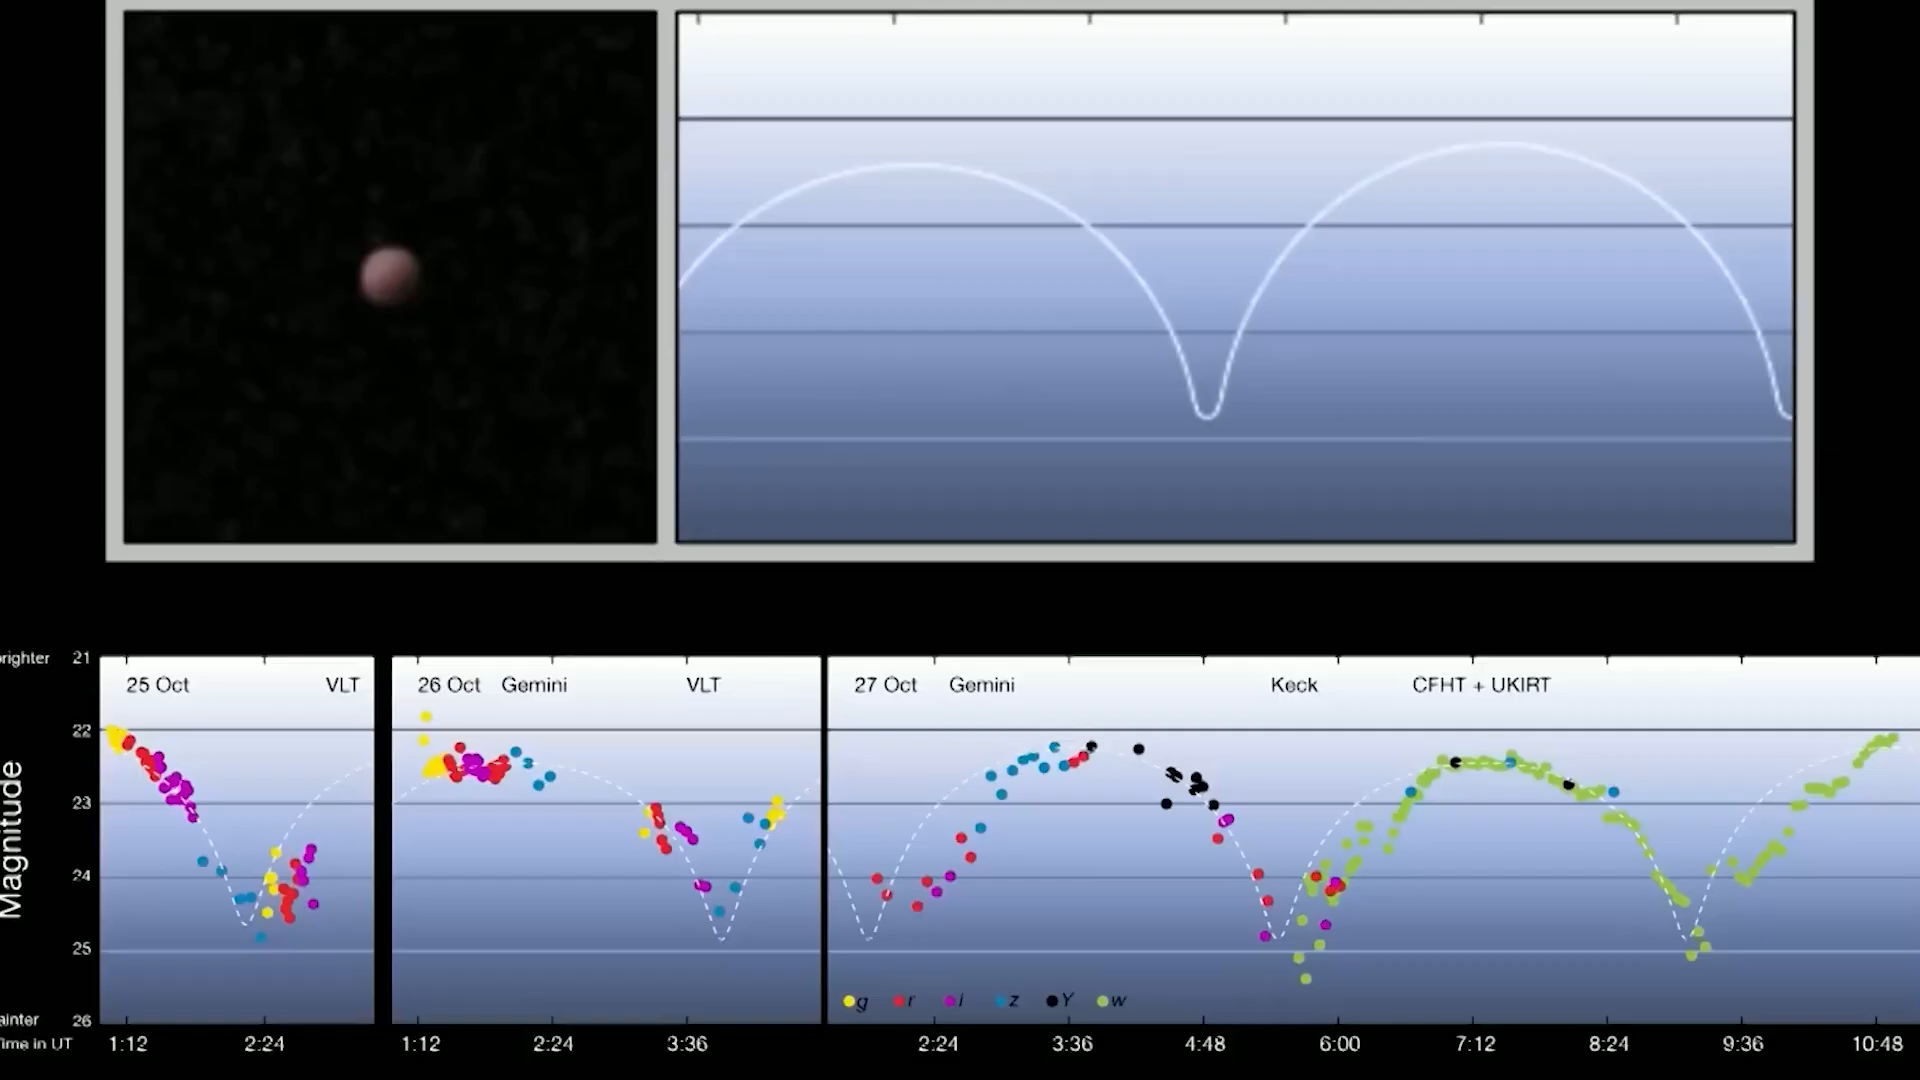 righter 21
25 Oct VLT 26 Oct Gemini VLT 27 Oct Gemini Keck CFHT + UKIRT
22
23
Magnitude
24
25
g r i z Y w
ainter 26
Time in UT 1:12 2:24 1:12 2:24 3:36 2:24 3:36 4:48 6:00 7:12 8:24 9:36 10:48